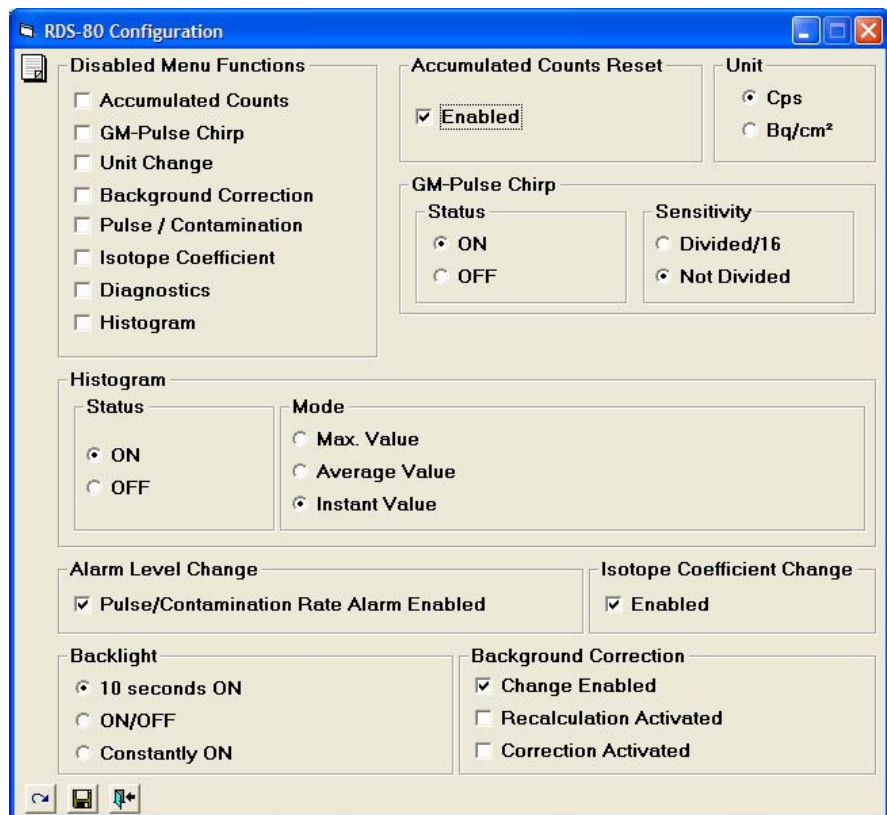 RDS-80 Configuration
Disabled Menu Functions
Accumulated Counts
GM-Pulse Chirp
Unit Change
Background Correction
Pulse / Contamination
Isotope Coefficient
Diagnostics
Histogram
Accumulated Counts Reset
Enabled
Unit
Cps
Bq/cm²
GM-Pulse Chirp
Status
ON
OFF
Sensitivity
Divided/16
Not Divided
Histogram
Status
ON
OFF
Mode
Max. Value
Average Value
Instant Value
Alarm Level Change
Pulse/Contamination Rate Alarm Enabled
Isotope Coefficient Change
Enabled
Backlight
10 seconds ON
ON/OFF
Constantly ON
Background Correction
Change Enabled
Recalculation Activated
Correction Activated